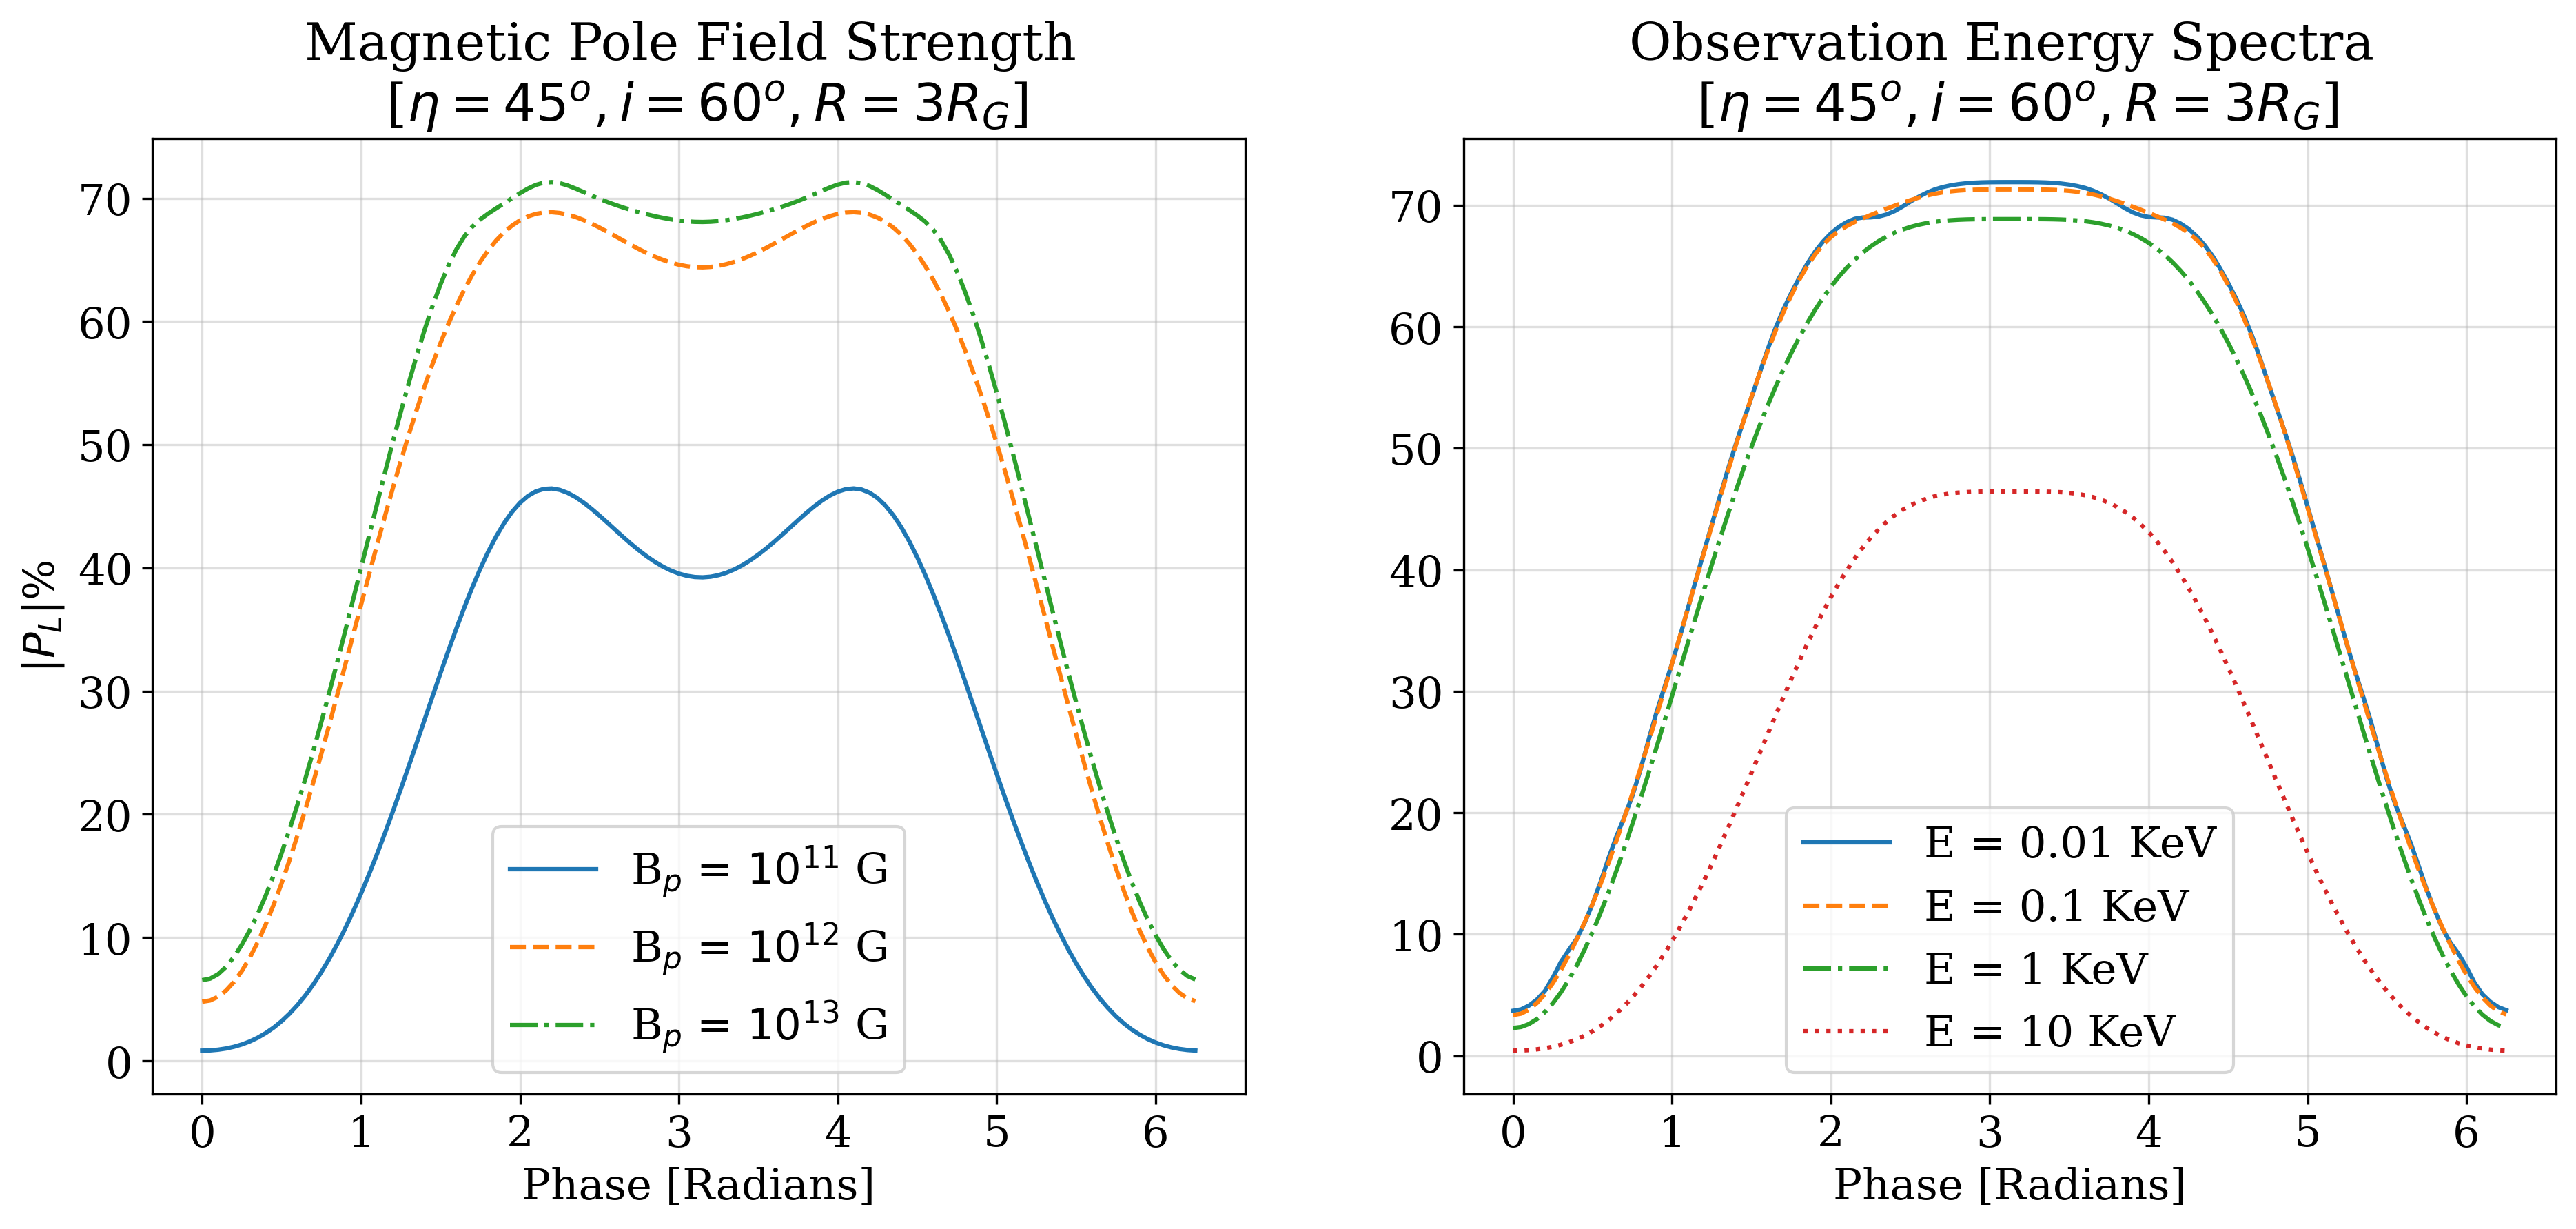 Magnetic Pole Field Strength
[η = 45°, i = 60°, R = 3R_G]
|P_L|%
70
60
50
40
30
20
10
0
B_p = 10^11 G
B_p = 10^12 G
B_p = 10^13 G
0 1 2 3 4 5 6
Phase [Radians]
Observation Energy Spectra
[η = 45°, i = 60°, R = 3R_G]
70
60
50
40
30
20
10
0
E = 0.01 KeV
E = 0.1 KeV
E = 1 KeV
E = 10 KeV
0 1 2 3 4 5 6
Phase [Radians]